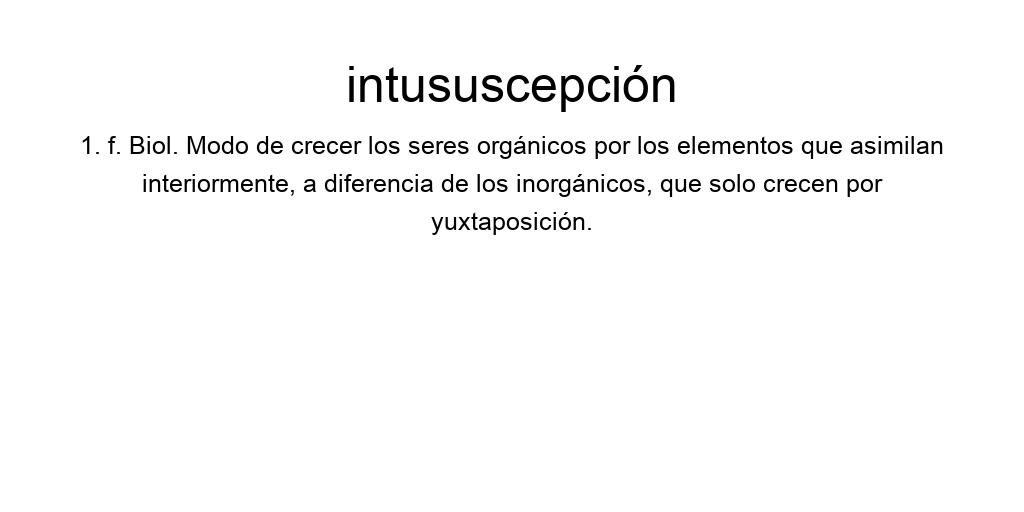 intususcepción
1. f. Biol. Modo de crecer los seres orgánicos por los elementos que asimilan
interiormente, a diferencia de los inorgánicos, que solo crecen por
yuxtaposición.